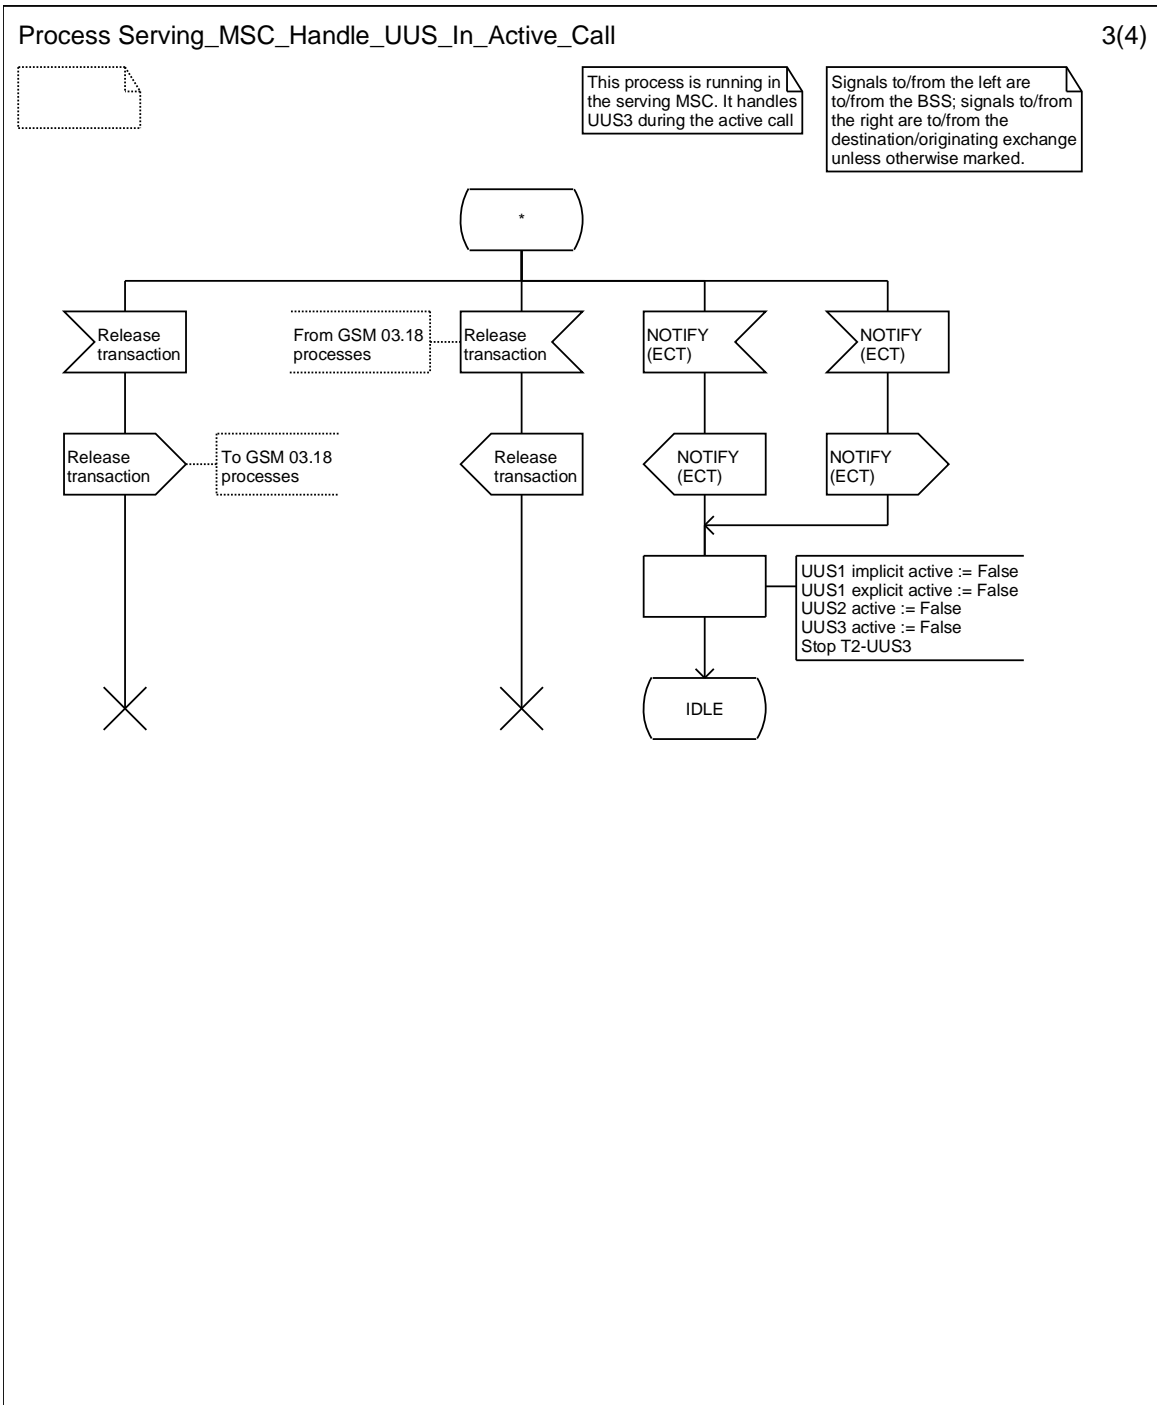 Process Serving_MSC_Handle_UUS_In_Active_Call
3(4)
This process is running in
the serving MSC. It handles
UUS3 during the active call
Signals to/from the left are
to/from the BSS; signals to/from
the right are to/from the
destination/originating exchange
unless otherwise marked.
*
Release
transaction
From GSM 03.18
processes
Release
transaction
NOTIFY
(ECT)
NOTIFY
(ECT)
Release
transaction
To GSM 03.18
processes
Release
transaction
NOTIFY
(ECT)
NOTIFY
(ECT)
UUS1 implicit active := False
UUS1 explicit active := False
UUS2 active := False
UUS3 active := False
Stop T2-UUS3
IDLE